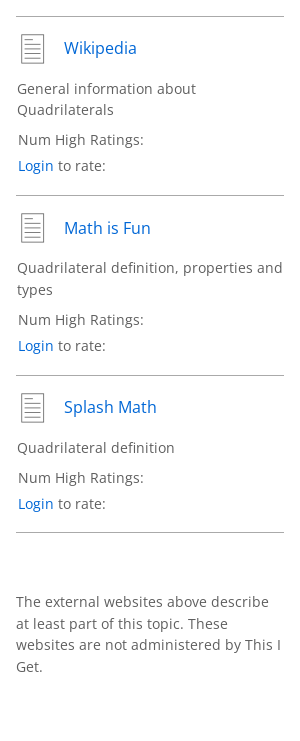 Wikipedia
General information about
Quadrilaterals
Num High Ratings:
Login to rate:
Math is Fun
Quadrilateral definition, properties and
types
Num High Ratings:
Login to rate:
Splash Math
Quadrilateral definition
Num High Ratings:
Login to rate:
The external websites above describe
at least part of this topic. These
websites are not administered by This I
Get.